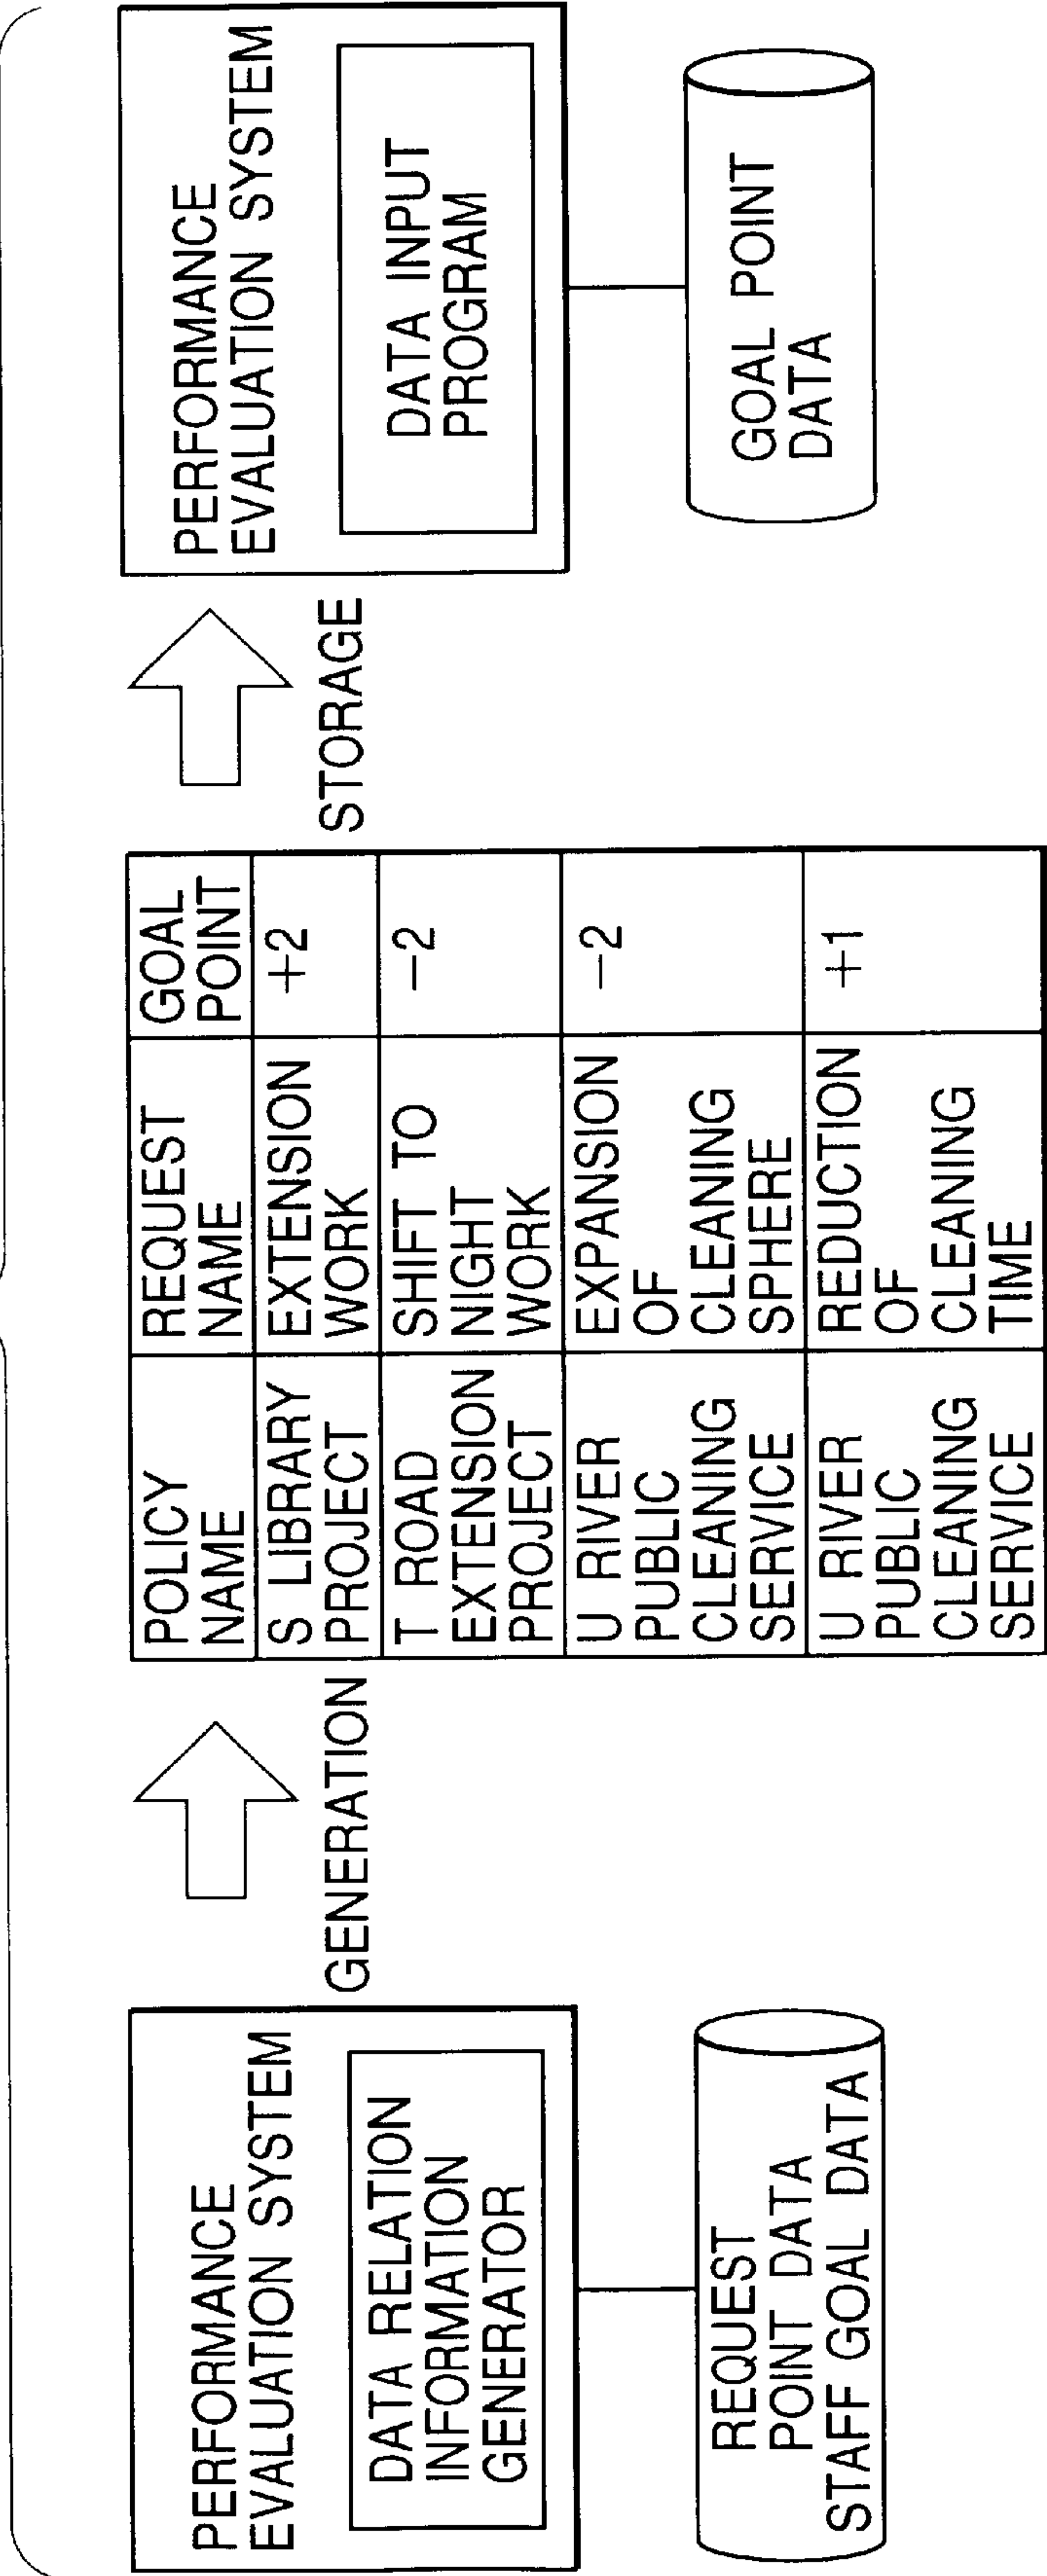 PERFORMANCE
EVALUATION SYSTEM
DATA RELATION
INFORMATION
GENERATOR
REQUEST
POINT DATA
STAFF GOAL DATA
GENERATION
POLICY
NAME
REQUEST
NAME
GOAL
POINT
S LIBRARY
PROJECT
EXTENSION
WORK
+2
T ROAD
EXTENSION
PROJECT
SHIFT TO
NIGHT
WORK
−2
U RIVER
PUBLIC
CLEANING
SERVICE
EXPANSION
OF
CLEANING
SPHERE
−2
U RIVER
PUBLIC
CLEANING
SERVICE
REDUCTION
OF
CLEANING
TIME
+1
STORAGE
PERFORMANCE
EVALUATION SYSTEM
DATA INPUT
PROGRAM
GOAL POINT
DATA